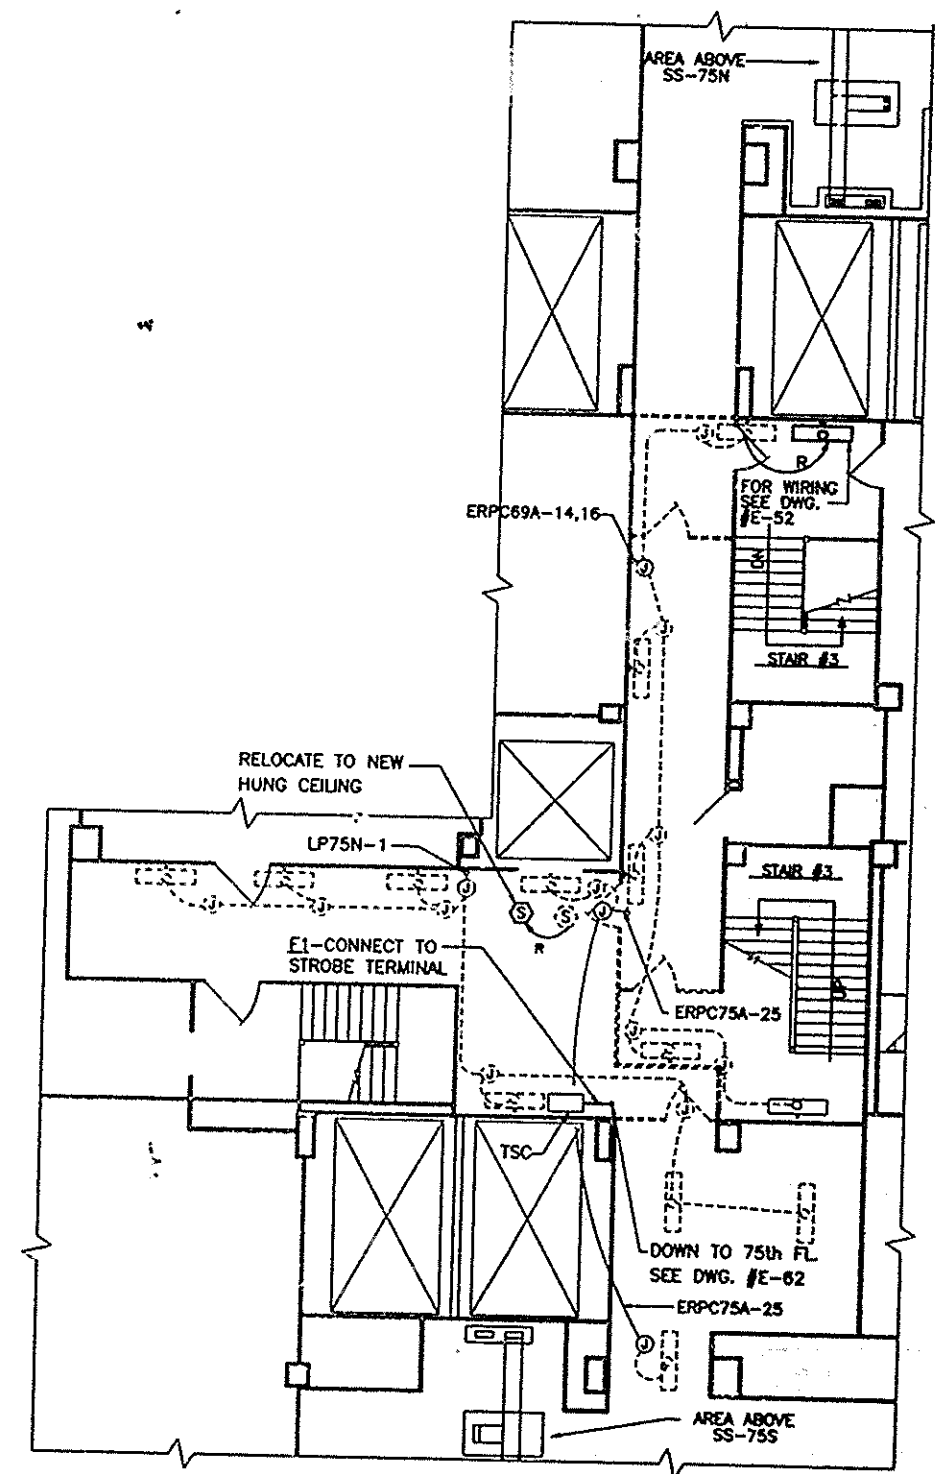 AREA ABOVE
SS-75N
R
FOR WIRING
SEE DWG.
#E-52
ERPC69A-14,16
J
J
J
DN
STAIR #3
RELOCATE TO NEW
HUNG CEILING
LP75N-1
J
J
J
J
J
J
J
J
S
S
R
STAIR #3
E1-CONNECT TO
STROBE TERMINAL
ERPC75A-25
J
J
J
J
TSC
DOWN TO 75th FL.
SEE DWG. #E-62
ERPC75A-25
J
AREA ABOVE
SS-75S